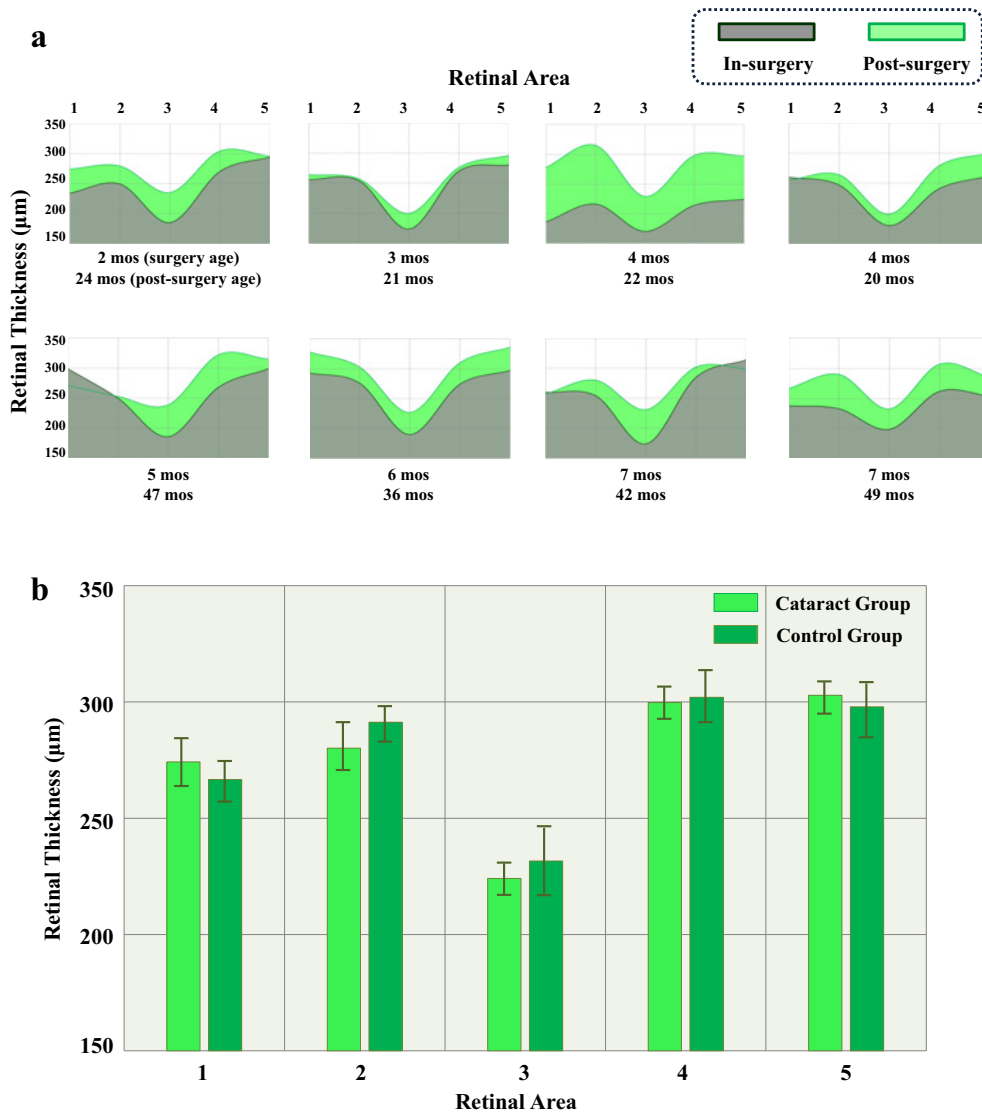 a
In-surgery
Post-surgery
Retinal Area
1 2 3 4 5 1 2 3 4 5 1 2 3 4 5 1 2 3 4 5
Retinal Thickness (μm)
350
300
250
200
150
2 mos (surgery age)
24 mos (post-surgery age)
3 mos
21 mos
4 mos
22 mos
4 mos
20 mos
350
300
250
200
150
5 mos
47 mos
6 mos
36 mos
7 mos
42 mos
7 mos
49 mos
b
Retinal Thickness (μm)
350
300
250
200
150
Cataract Group
Control Group
1 2 3 4 5
Retinal Area